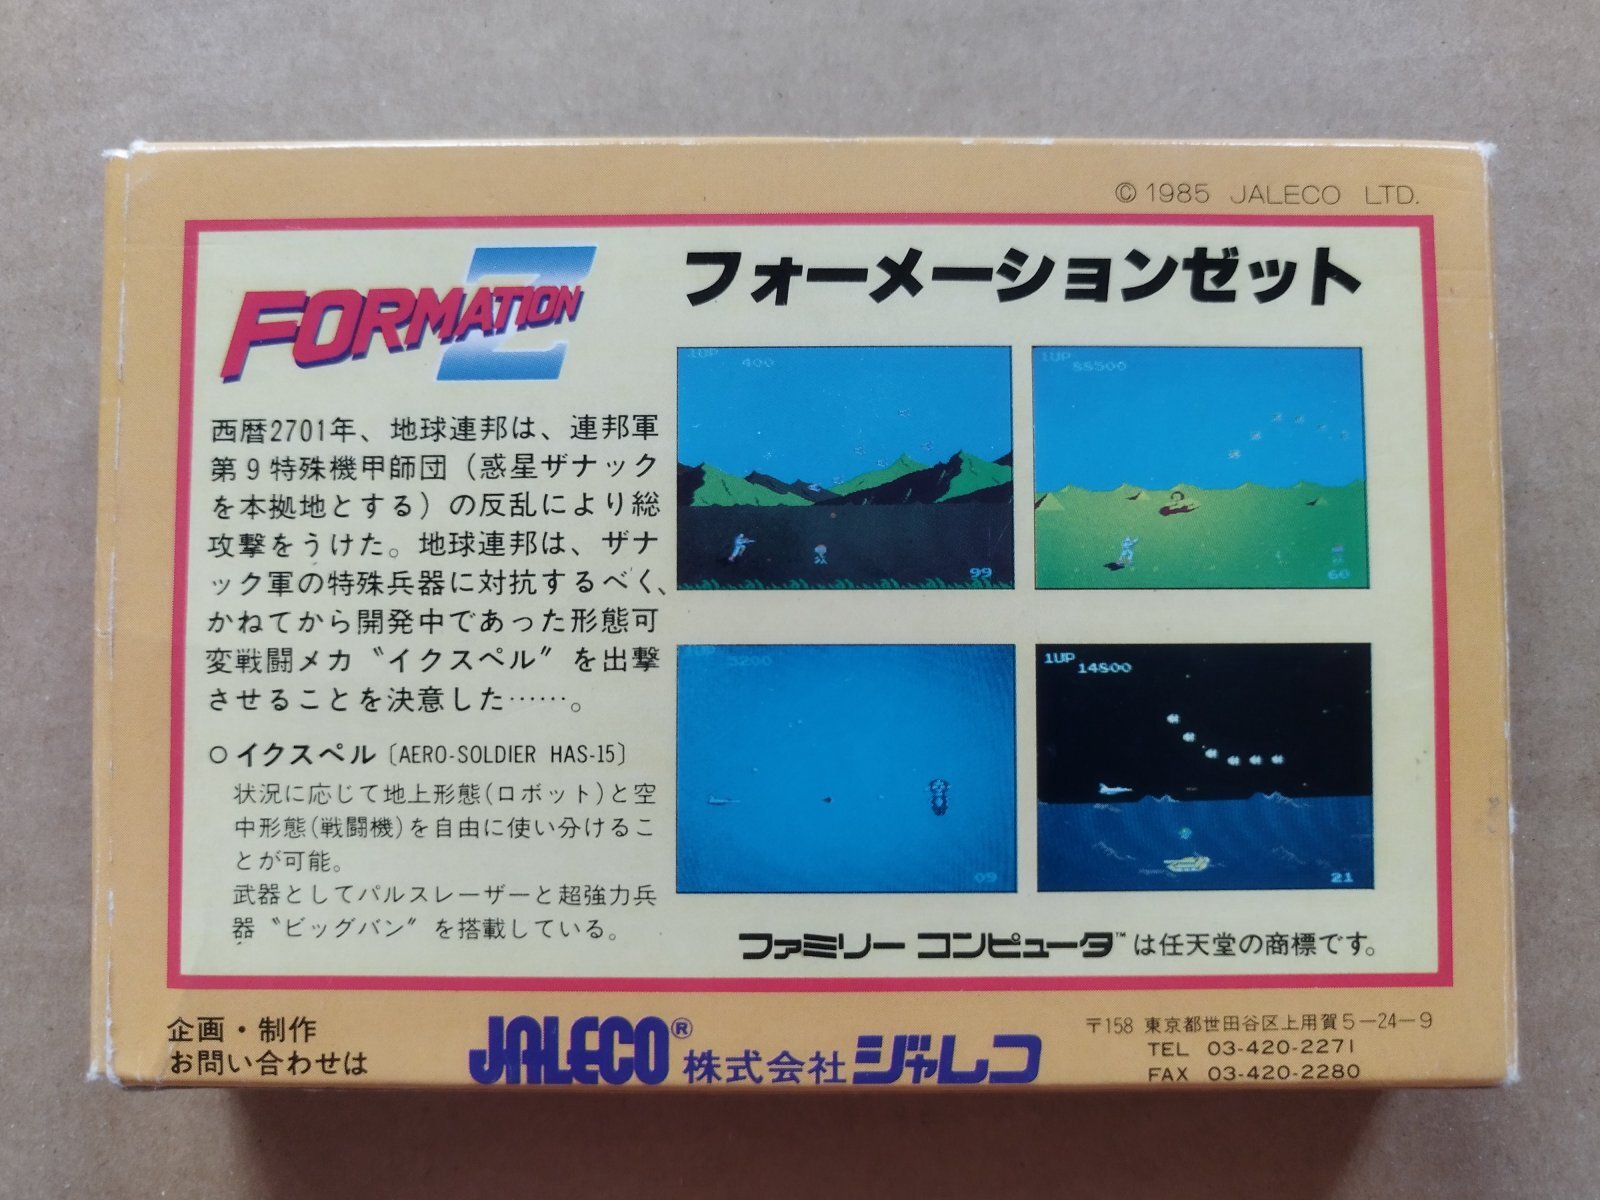 © 1985 JALECO LTD.
FORMATION Z
フォーメーションゼット
西暦2701年、地球連邦は、連邦軍
第9特殊機甲師団（惑星ザナック
を本拠地とする）の反乱により総
攻撃をうけた。地球連邦は、ザナ
ック軍の特殊兵器に対抗するべく、
かねてから開発中であった形態可
変戦闘メカ〝イクスペル〟を出撃
させることを決意した……。
○イクスペル〔AERO-SOLDIER HAS-15〕
状況に応じて地上形態(ロボット)と空
中形態(戦闘機)を自由に使い分けるこ
とが可能。
武器としてパルスレーザーと超強力兵
器〝ビッグバン〟を搭載している。
1UP
400
99
1UP
88500
60
1UP
5200
09
1UP
14800
21
ファミリー コンピュータ™は任天堂の商標です。
企画・制作
お問い合わせは
JALECO® 株式会社ジャレコ
〒158 東京都世田谷区上用賀5-24-9
TEL 03-420-2271
FAX 03-420-2280